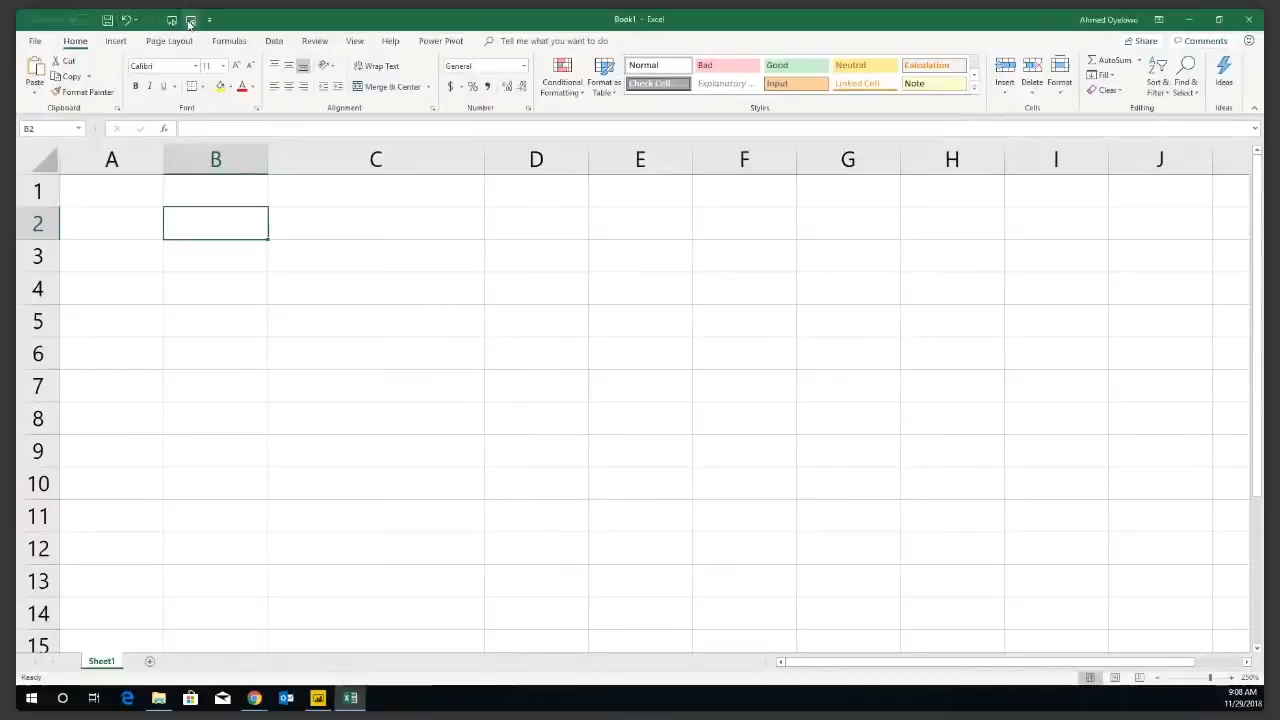 Book1 - Excel
Ahmed Oyelowo
File Home Insert Page Layout Formulas Data Review View Help Power Pivot Tell me what you want to do Share Comments
Paste Cut Copy Format Painter Clipboard
Calibri 11 B I U A Font
Wrap Text Merge & Center Alignment
General $ % Number
Conditional Formatting Format as Table
Normal Bad Good Neutral Calculation
Check Cell Explanatory ... Input Linked Cell Note
Styles
Insert Delete Format Cells
AutoSum Fill Clear Sort & Filter Find & Select Editing
Ideas Ideas
B2 fx
A B C D E F G H I J
1
2
3
4
5
6
7
8
9
10
11
12
13
14
15
Sheet1
Ready 250%
9:08 AM
11/29/2018